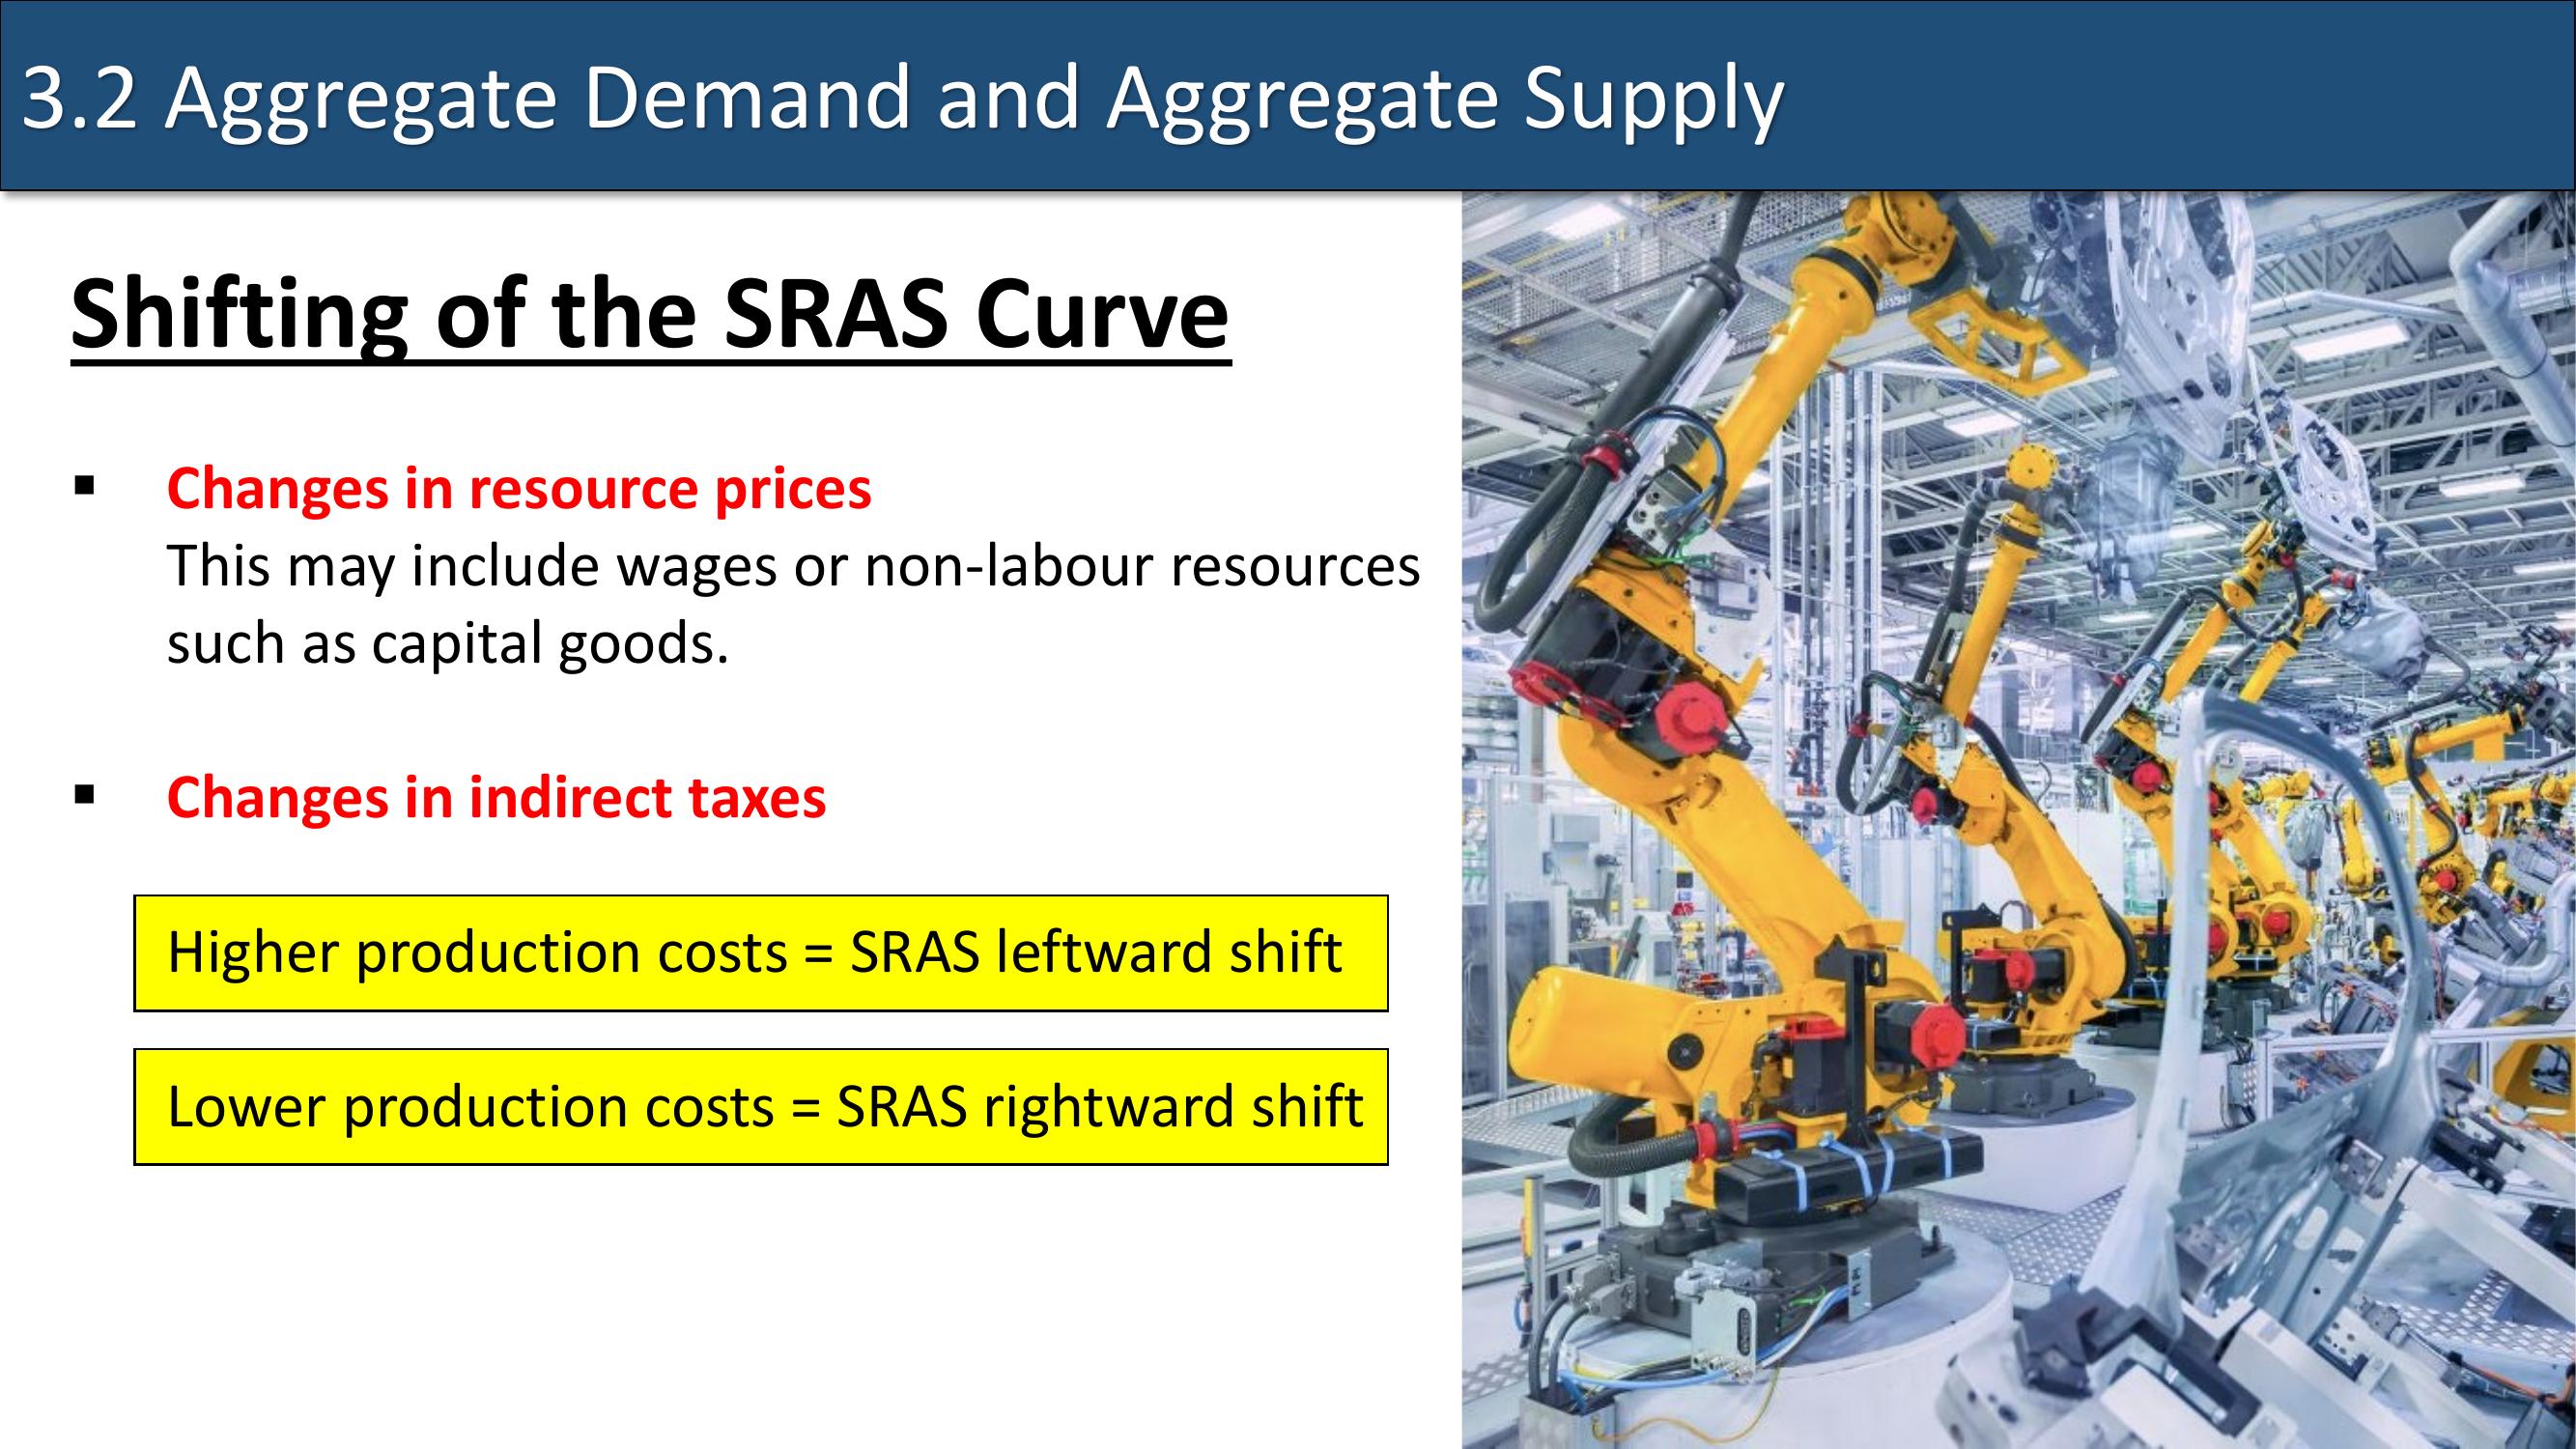 3.2 Aggregate Demand and Aggregate Supply
Shifting of the SRAS Curve
▪ Changes in resource prices
This may include wages or non-labour resources
such as capital goods.
▪ Changes in indirect taxes
Higher production costs = SRAS leftward shift
Lower production costs = SRAS rightward shift